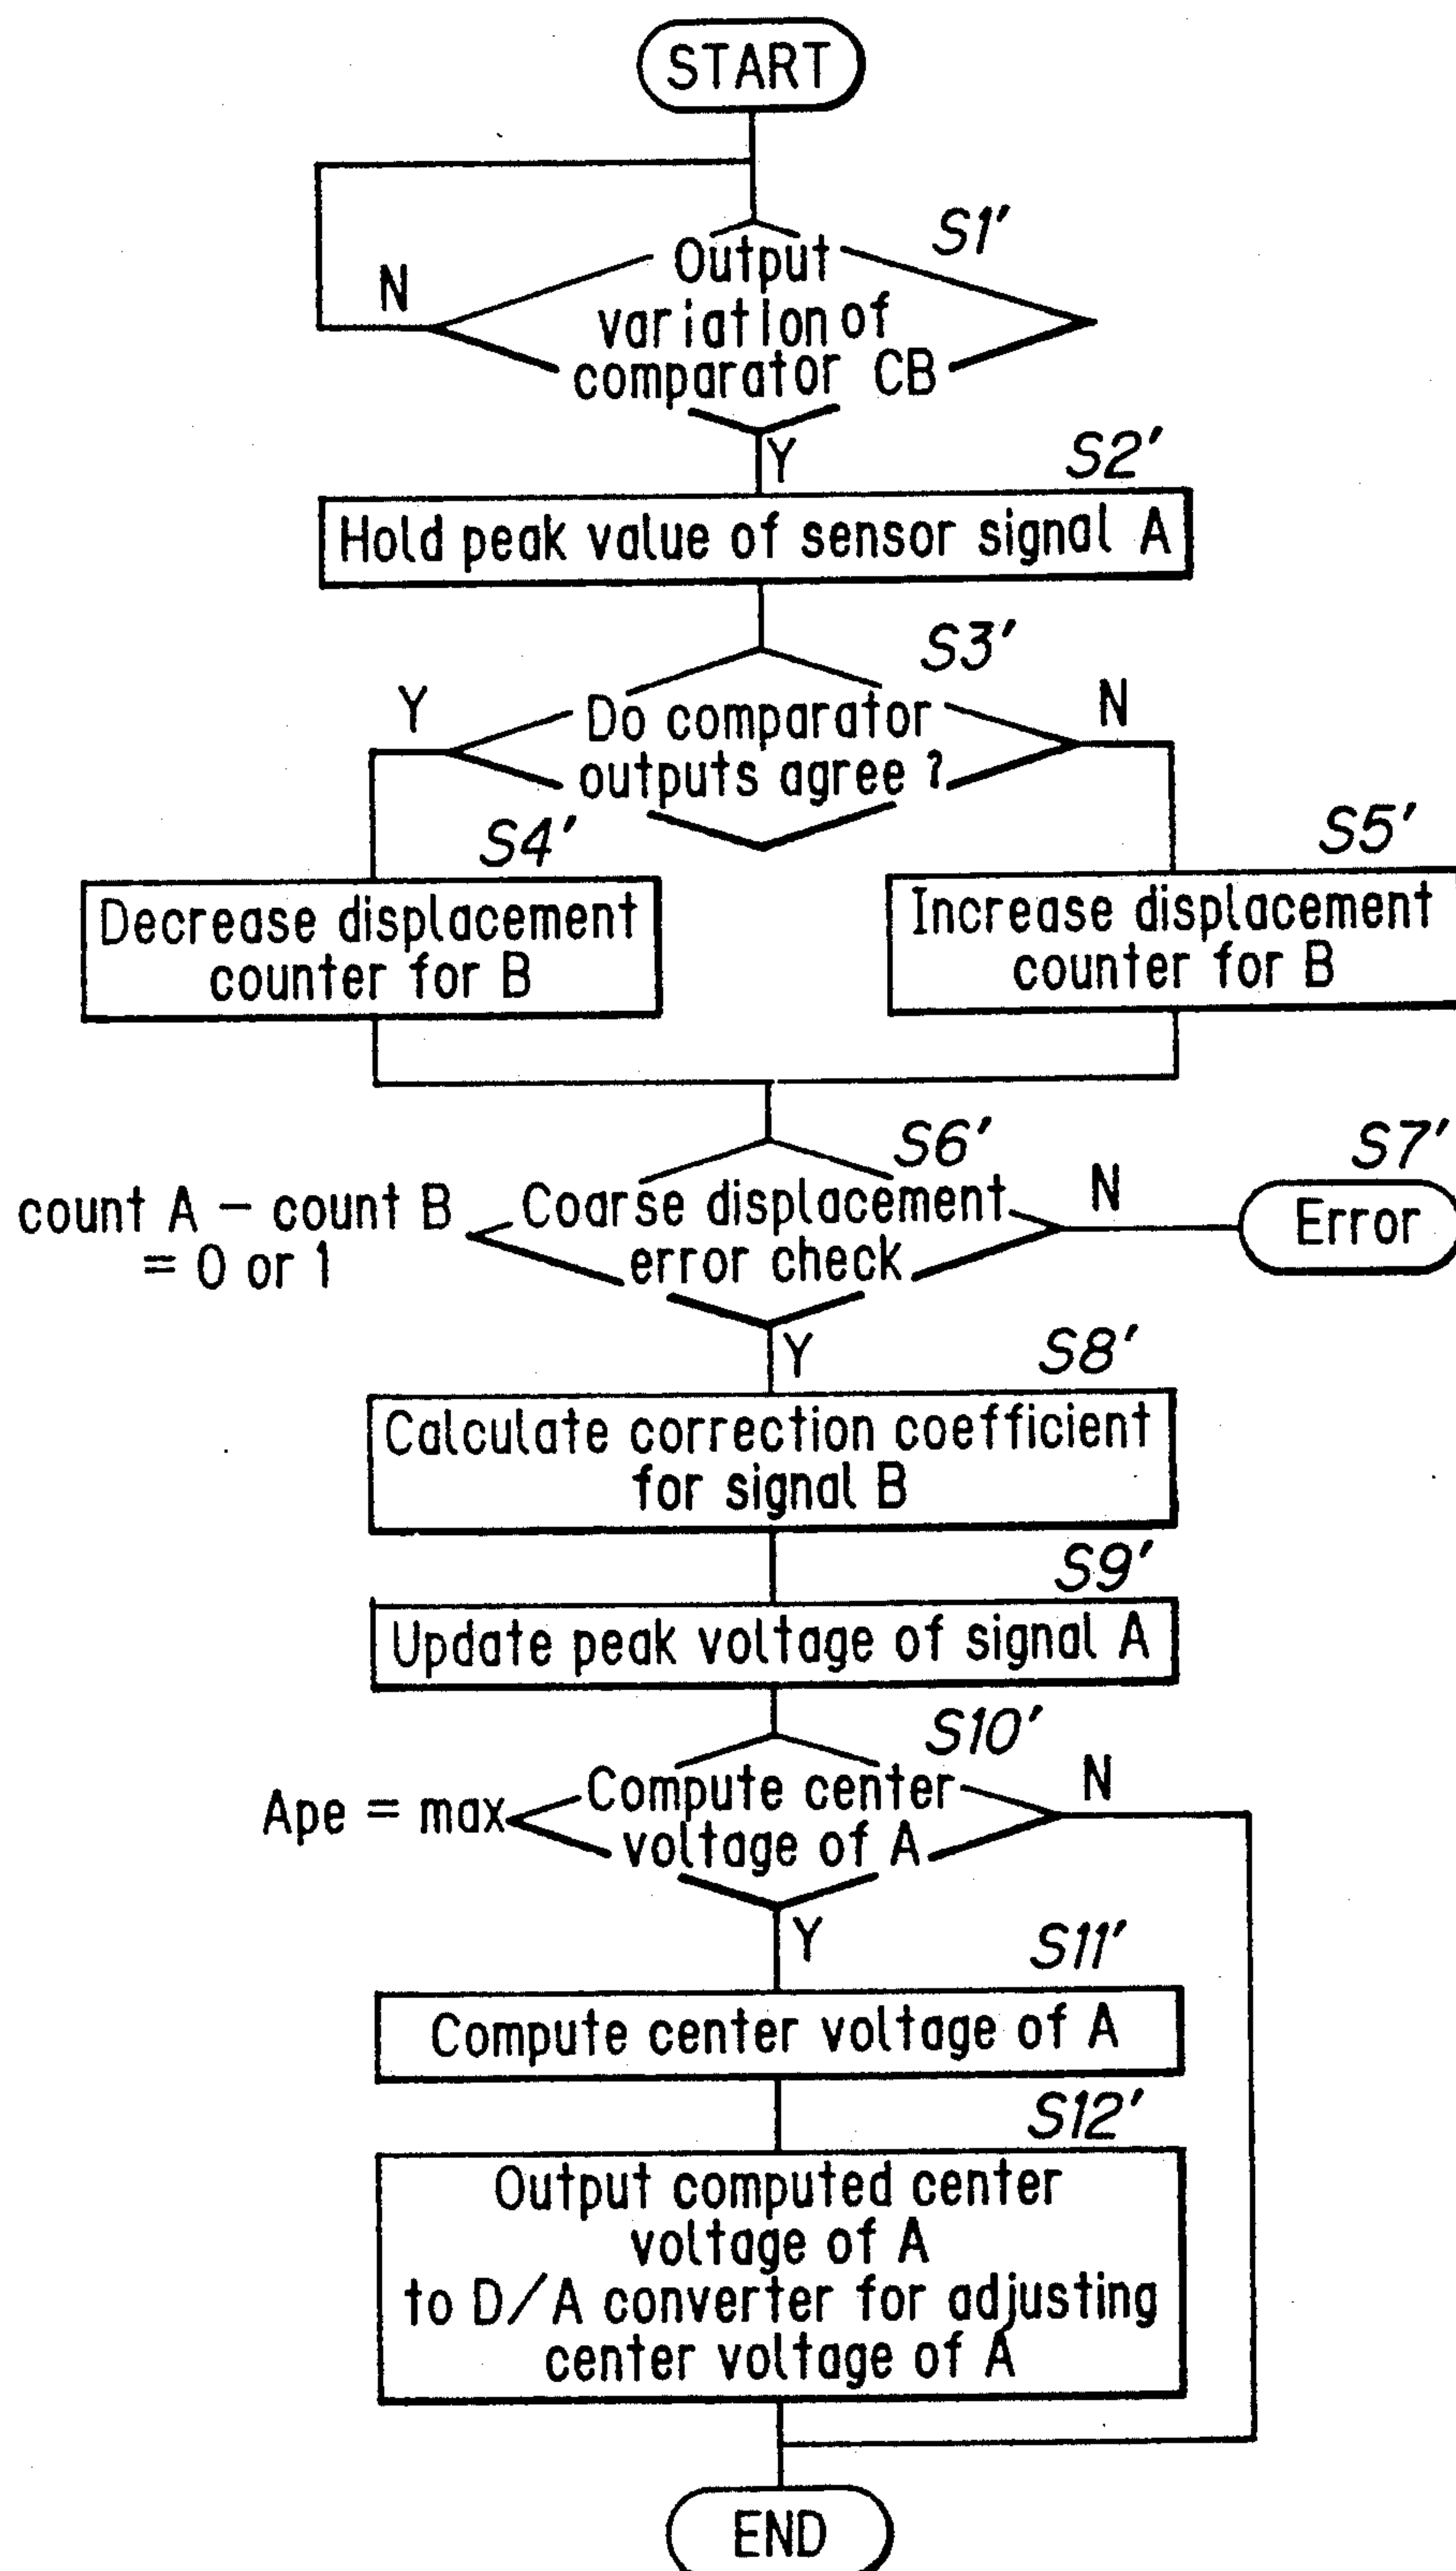 START
S1'
Output
N
variation of
comparator CB
Y
S2'
Hold peak value of sensor signal A
S3'
Y
N
Do comparator
outputs agree ?
S4'
S5'
Decrease displacement
counter for B
Increase displacement
counter for B
S6'
S7'
count A – count B
= 0 or 1
Coarse displacement
error check
N
Error
Y
S8'
Calculate correction coefficient
for signal B
S9'
Update peak voltage of signal A
S10'
Ape = max
Compute center
voltage of A
N
Y
S11'
Compute center voltage of A
S12'
Output computed center
voltage of A
to D/A converter for adjusting
center voltage of A
END